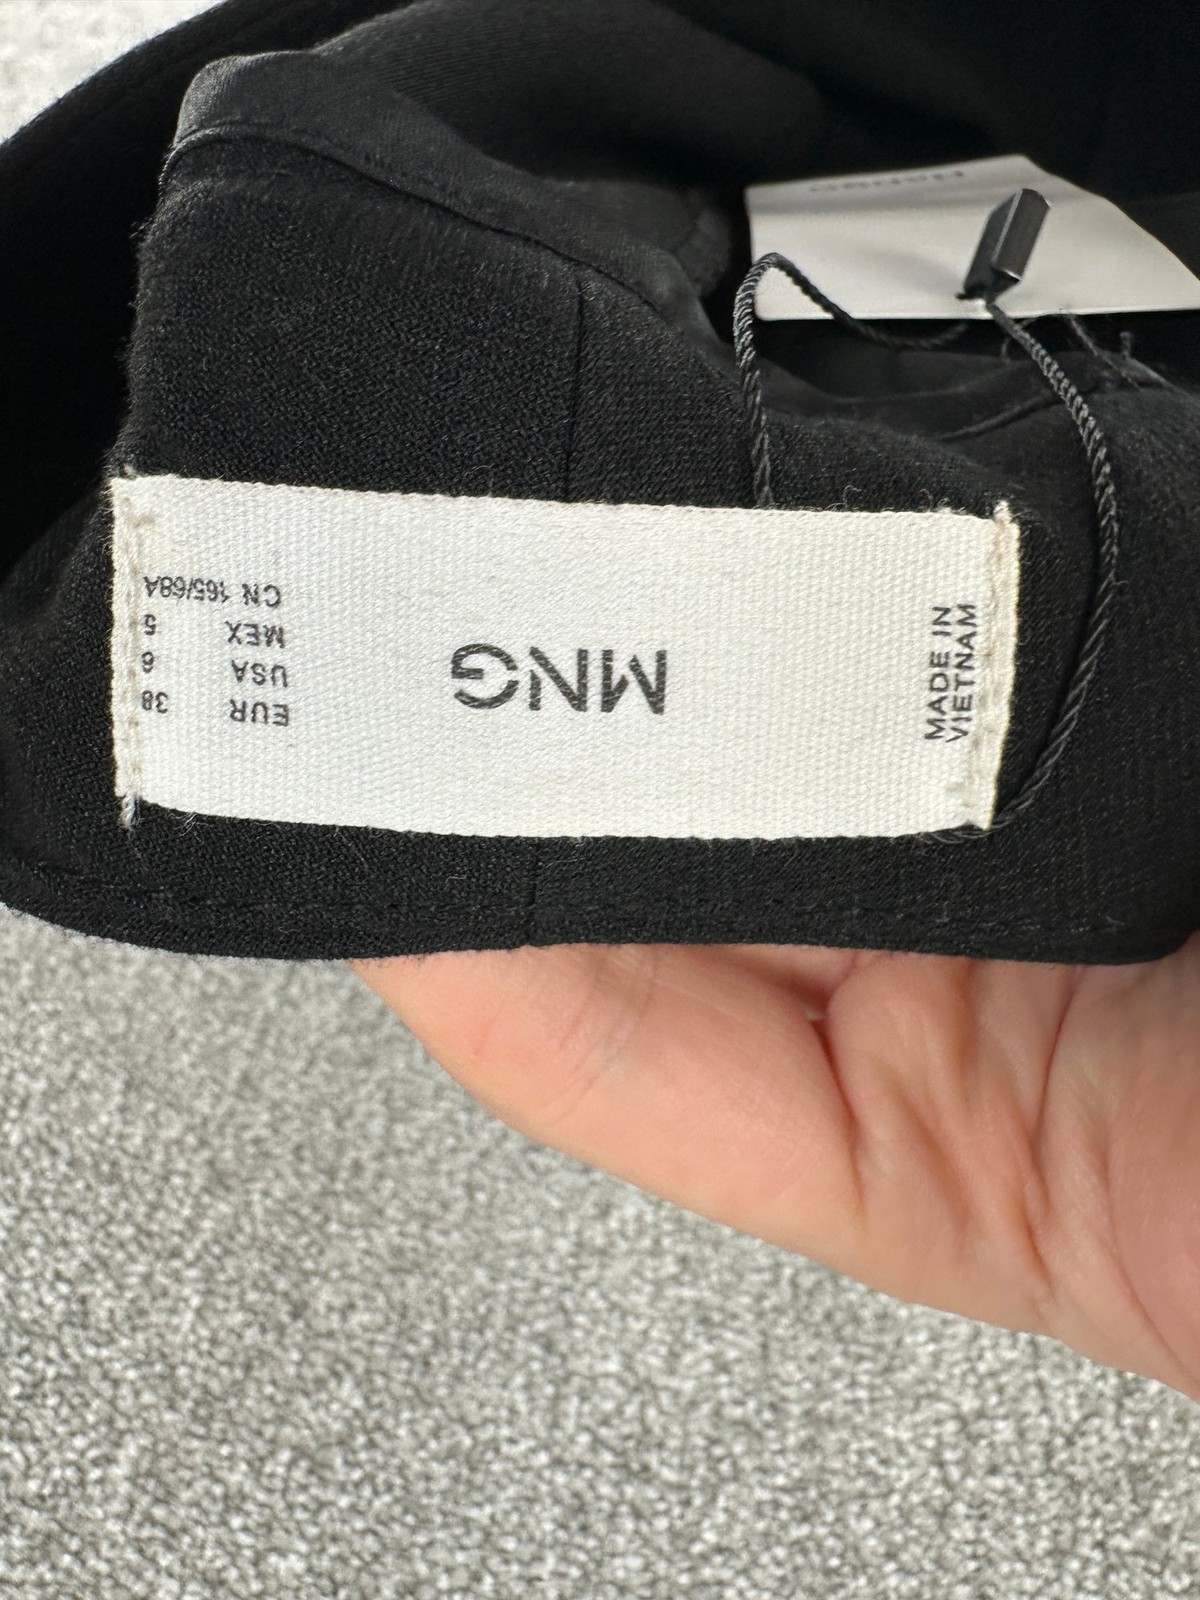 MNG
EUR 38
USA 6
MEX 5
CN 165/68A
MADE IN
VIETNAM